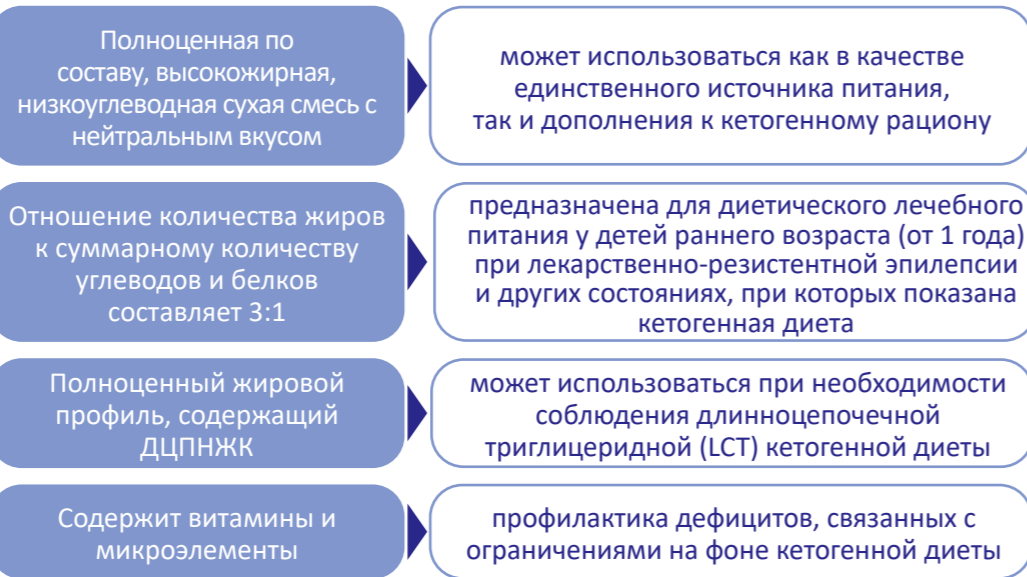 Полноценная по
составу, высокожирная,
низкоуглеводная сухая смесь с
нейтральным вкусом
может использоваться как в качестве
единственного источника питания,
так и дополнения к кетогенному рациону
Отношение количества жиров
к суммарному количеству
углеводов и белков
составляет 3:1
предназначена для диетического лечебного
питания у детей раннего возраста (от 1 года)
при лекарственно-резистентной эпилепсии
и других состояниях, при которых показана
кетогенная диета
Полноценный жировой
профиль, содержащий
ДЦПНЖК
может использоваться при необходимости
соблюдения длинноцепочечной
триглицеридной (LCT) кетогенной диеты
Содержит витамины и
микроэлементы
профилактика дефицитов, связанных с
ограничениями на фоне кетогенной диеты